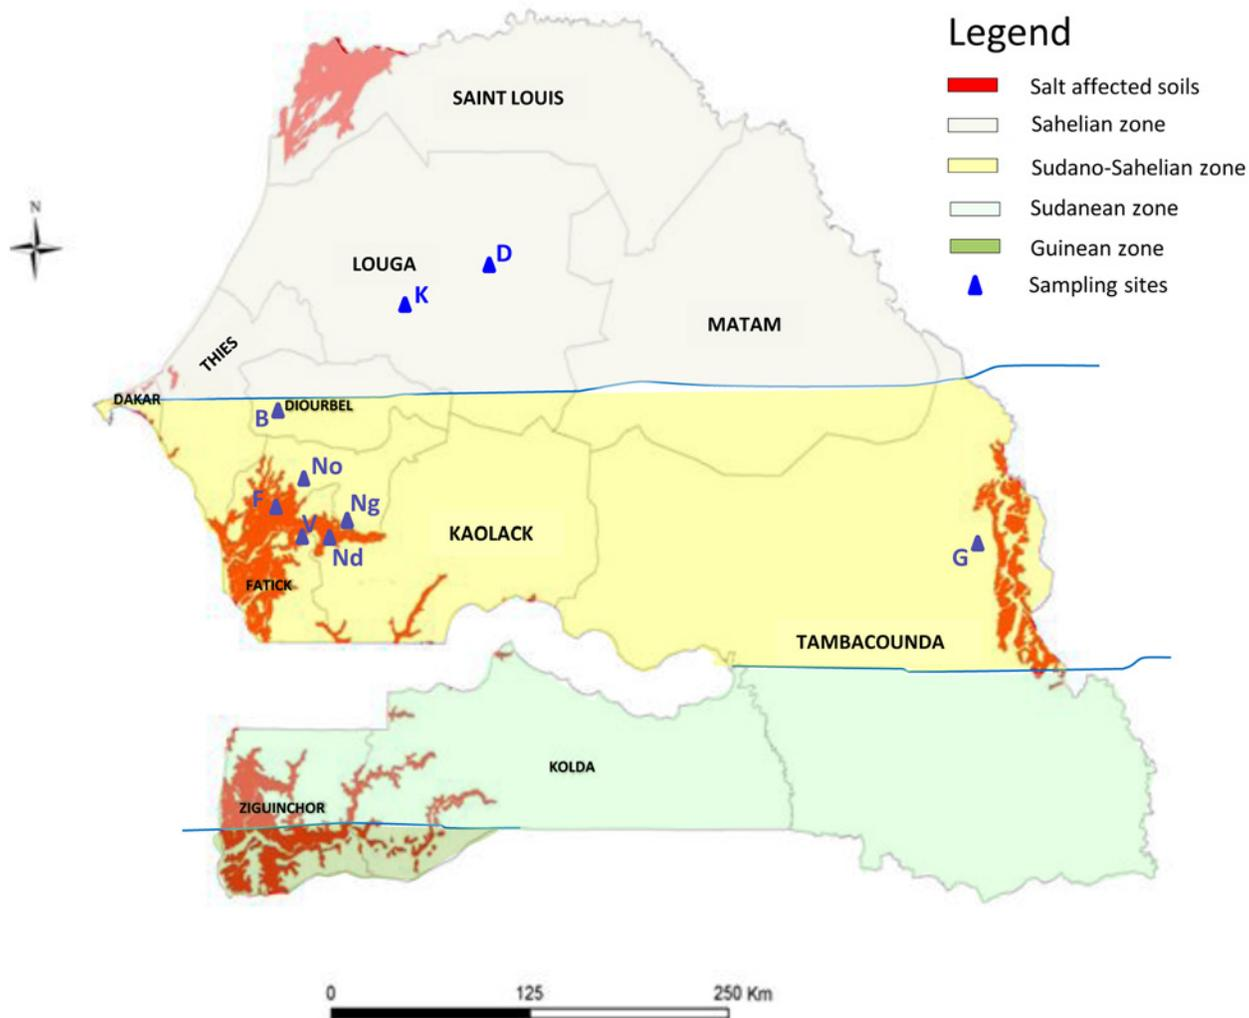 Legend
Salt affected soils
Sahelian zone
Sudano-Sahelian zone
Sudanean zone
Guinean zone
Sampling sites
N
SAINT LOUIS
LOUGA
D
K
MATAM
THIES
DAKAR
B
DIOURBEL
No
F
Ng
V
Nd
KAOLACK
G
FATICK
TAMBACOUNDA
KOLDA
ZIGUINCHOR
0 125 250 Km